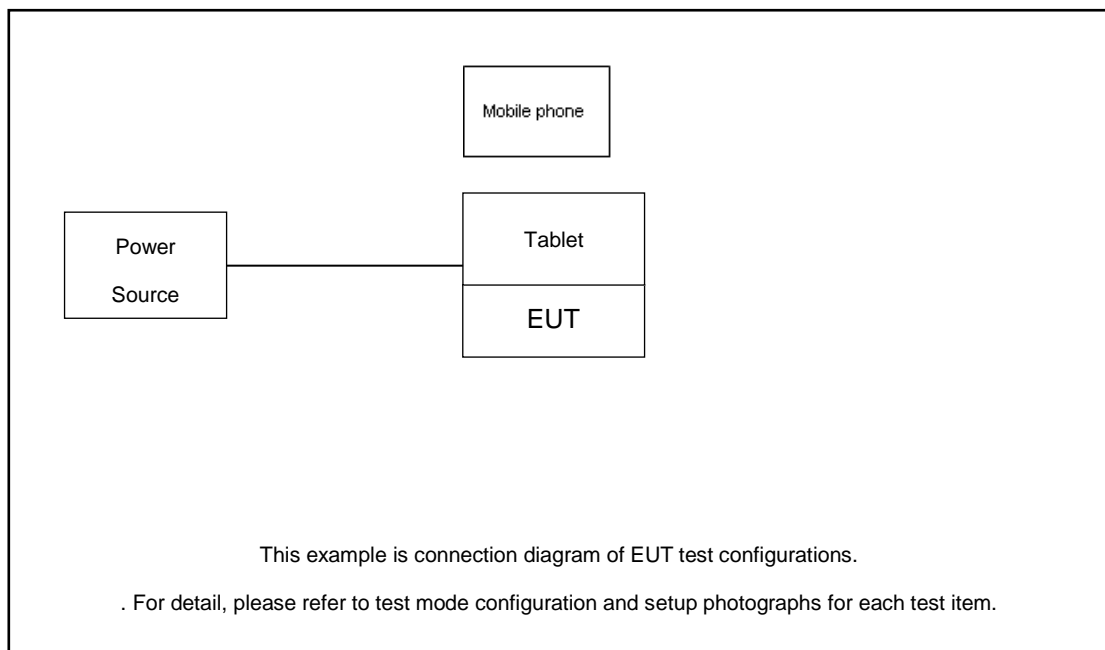 Mobile phone
Power
Source
Tablet
EUT
This example is connection diagram of EUT test configurations.
. For detail, please refer to test mode configuration and setup photographs for each test item.